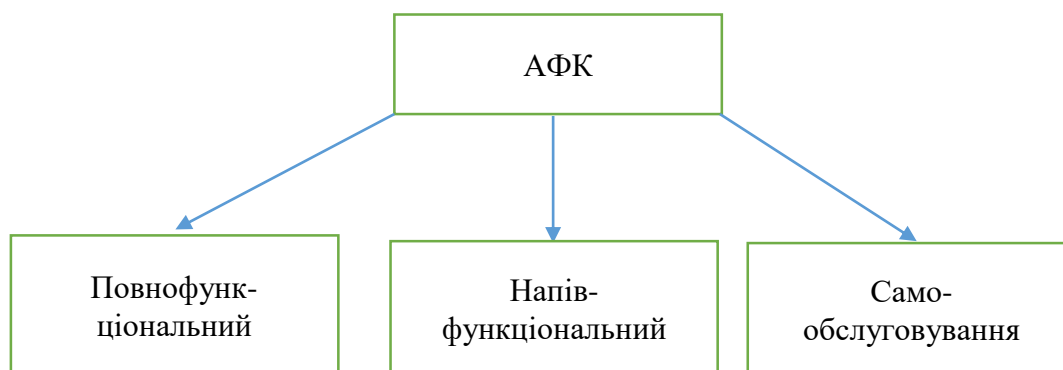 АФК
Повнофунк-
ціональний
Напів-
функціональний
Само-
обслуговування